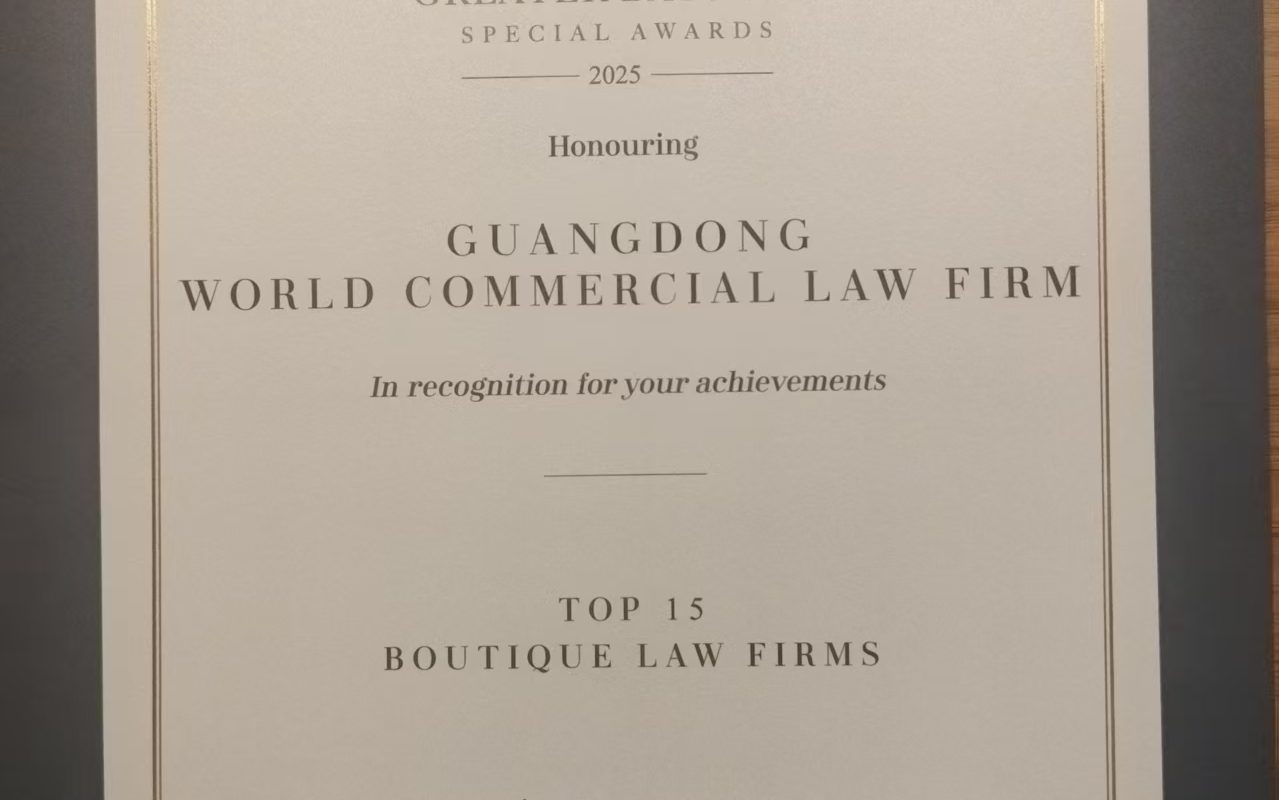 SPECIAL AWARDS
2025
Honouring
GUANGDONG
WORLD COMMERCIAL LAW FIRM
In recognition for your achievements
TOP 15
BOUTIQUE LAW FIRMS